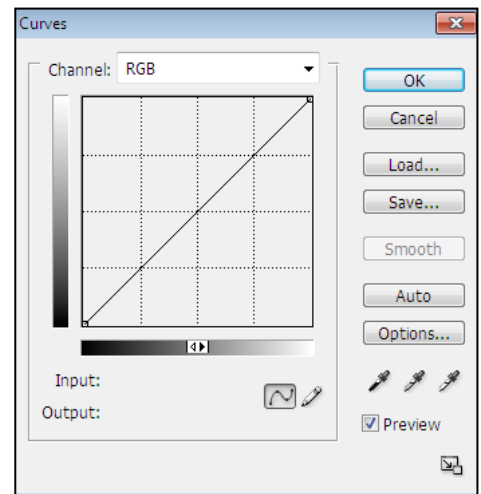 Curves
Channel: RGB
OK
Cancel
Load...
Save...
Smooth
Auto
Options...
Input:
Output:
Preview